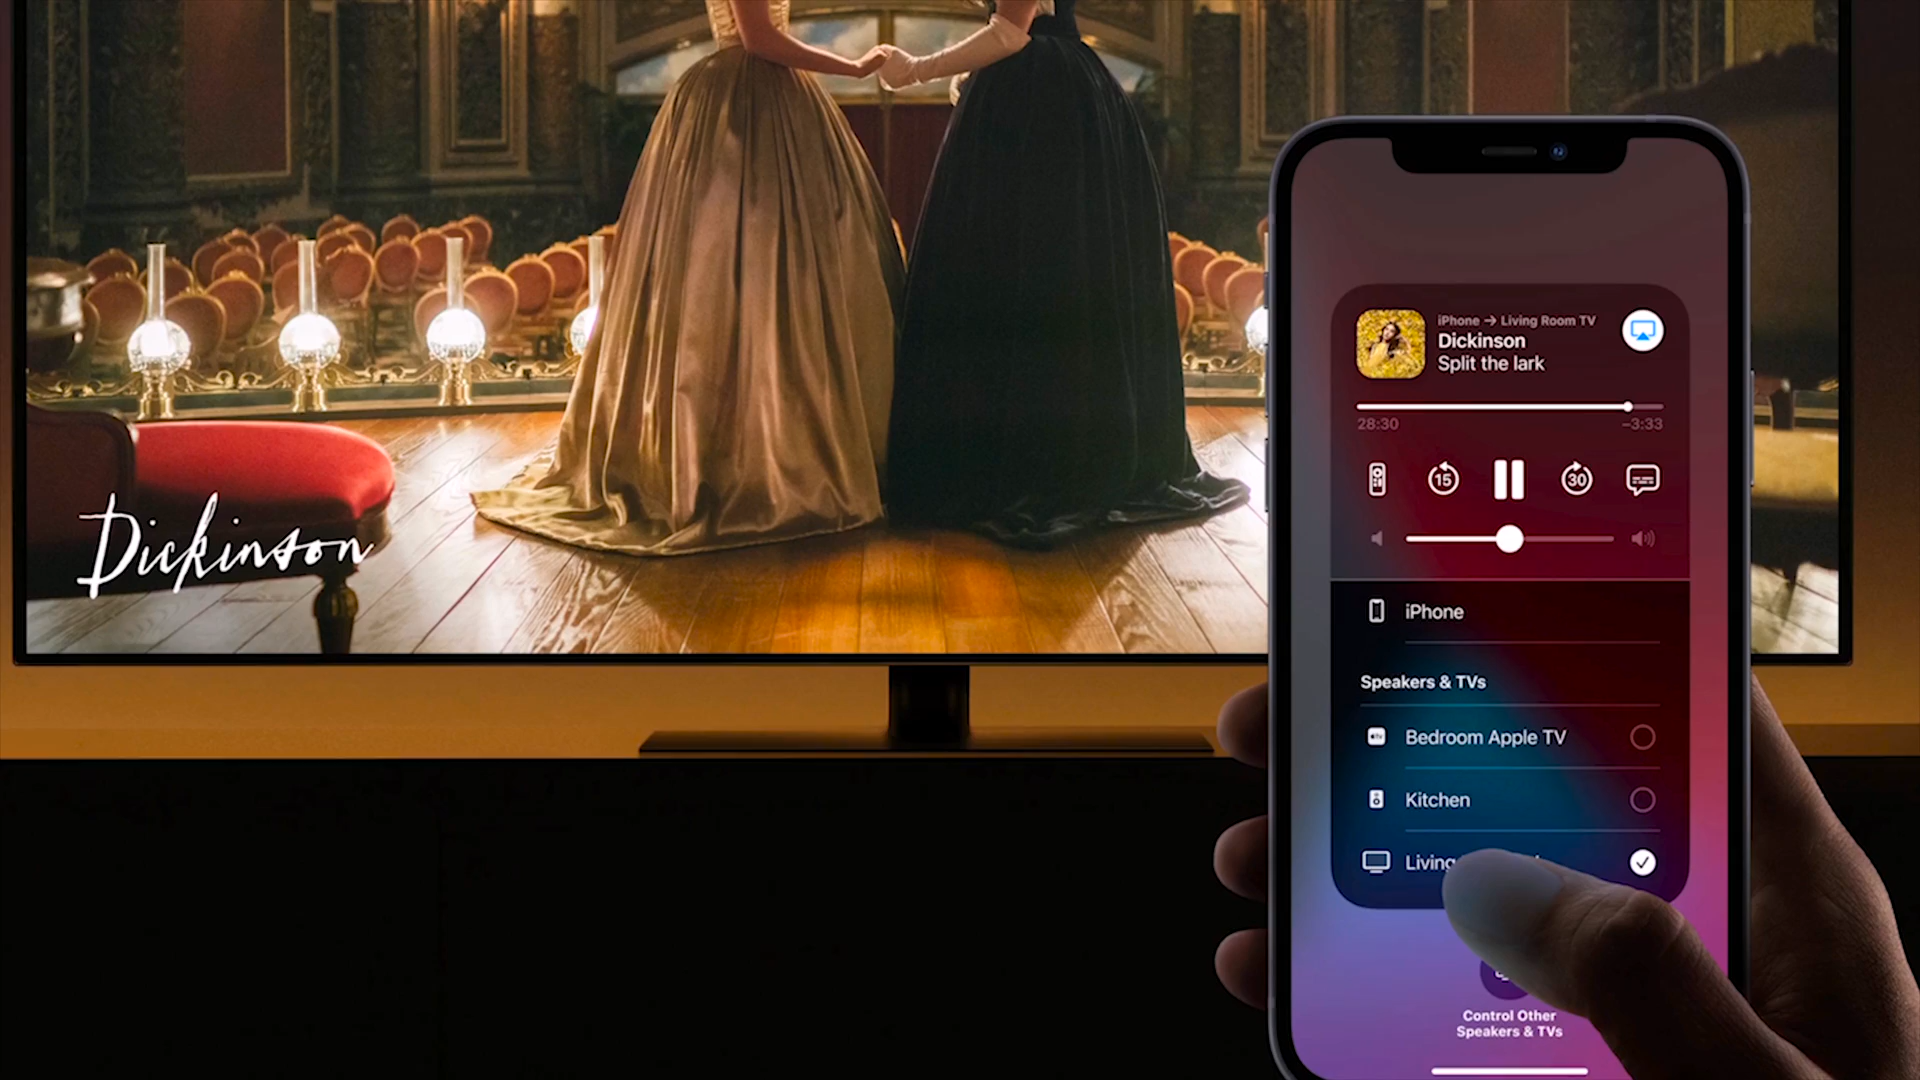 Dickinson
iPhone → Living Room TV
Dickinson
Split the lark
28:30
-3:33
15
30
iPhone
Speakers & TVs
Bedroom Apple TV
Kitchen
Living
Control Other
Speakers & TVs